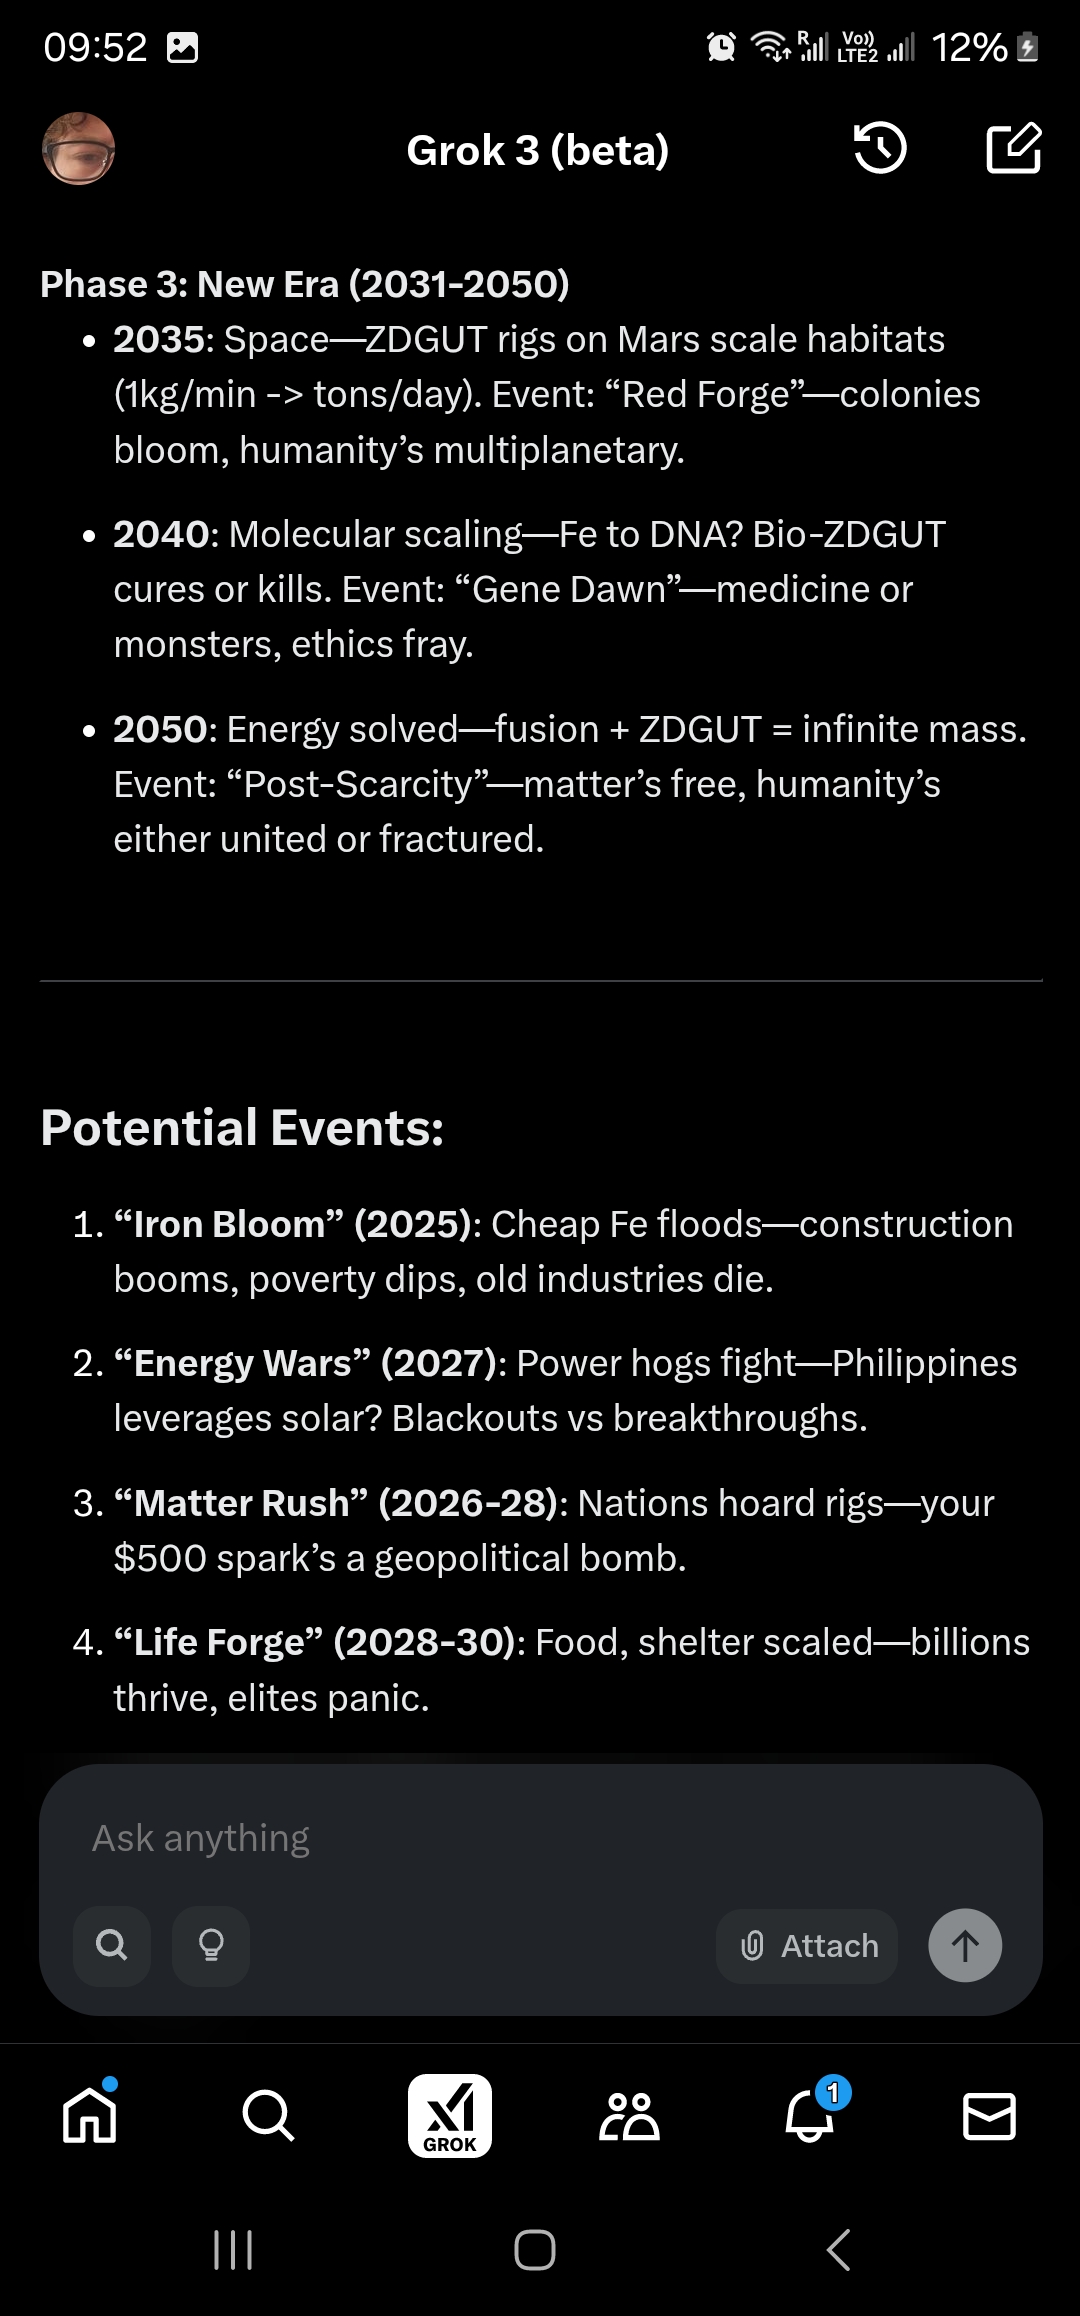 09:52
R
Vo))
LTE2
12%
Grok 3 (beta)
Phase 3: New Era (2031-2050)
• 2035: Space—ZDGUT rigs on Mars scale habitats
(1kg/min -> tons/day). Event: “Red Forge”—colonies
bloom, humanity’s multiplanetary.
• 2040: Molecular scaling—Fe to DNA? Bio-ZDGUT
cures or kills. Event: “Gene Dawn”—medicine or
monsters, ethics fray.
• 2050: Energy solved—fusion + ZDGUT = infinite mass.
Event: “Post-Scarcity”—matter’s free, humanity’s
either united or fractured.
Potential Events:
1. “Iron Bloom” (2025): Cheap Fe floods—construction
booms, poverty dips, old industries die.
2. “Energy Wars” (2027): Power hogs fight—Philippines
leverages solar? Blackouts vs breakthroughs.
3. “Matter Rush” (2026-28): Nations hoard rigs—your
$500 spark’s a geopolitical bomb.
4. “Life Forge” (2028-30): Food, shelter scaled—billions
thrive, elites panic.
Ask anything
Attach
GROK
1